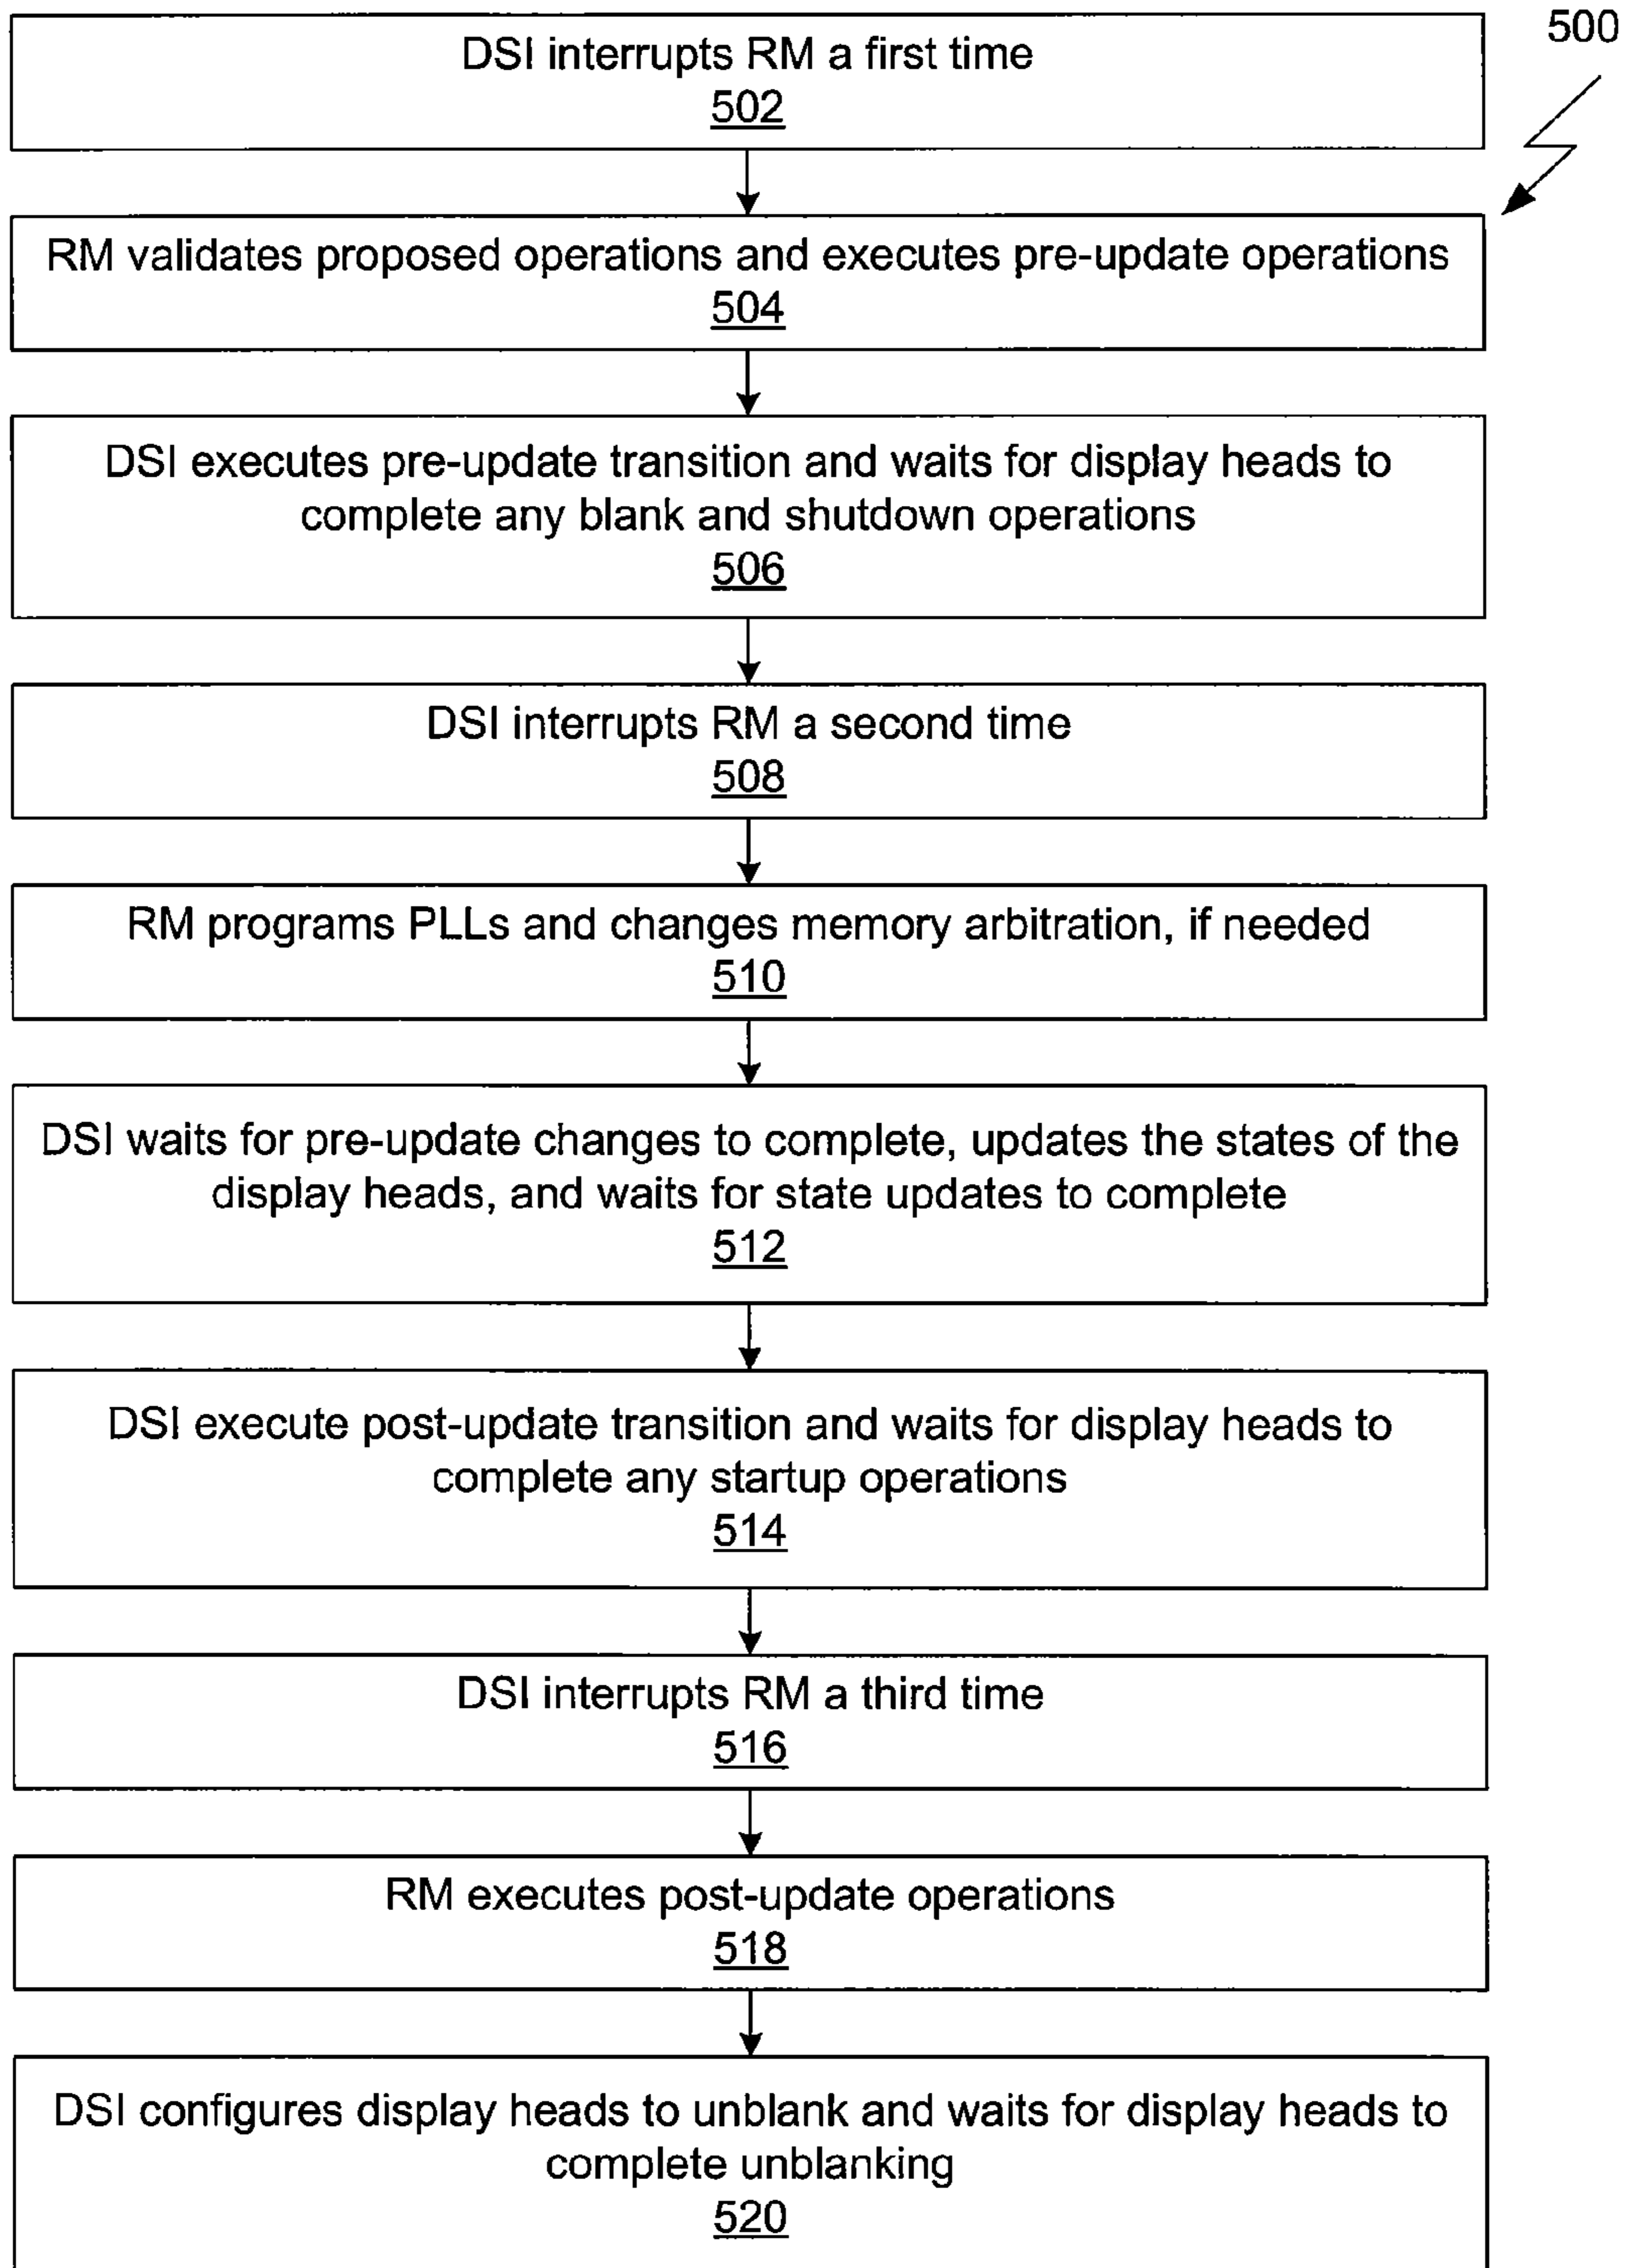 500
DSI interrupts RM a first time
502
RM validates proposed operations and executes pre-update operations
504
DSI executes pre-update transition and waits for display heads to
complete any blank and shutdown operations
506
DSI interrupts RM a second time
508
RM programs PLLs and changes memory arbitration, if needed
510
DSI waits for pre-update changes to complete, updates the states of the
display heads, and waits for state updates to complete
512
DSI execute post-update transition and waits for display heads to
complete any startup operations
514
DSI interrupts RM a third time
516
RM executes post-update operations
518
DSI configures display heads to unblank and waits for display heads to
complete unblanking
520